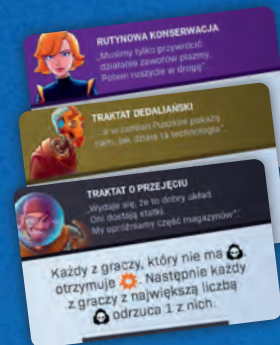 RUTYNOWA KONSERWACJA
„Musimy tylko przywrócić
działanie zaworów plazmy.
Potem ruszycie w drogę".
TRAKTAT DEDALIAŃSKI
„...a w zamian Puszkini pokażą
nam, jak działa ta technologia".
TRAKTAT O PRZEJĘCIU
„Wydaje się, że to dobry układ.
Oni dostają statki.
My opróżniamy część magazynów".
Każdy z graczy, który nie ma
otrzymuje . Następnie każdy
z graczy z największą liczbą
odrzuca 1 z nich.